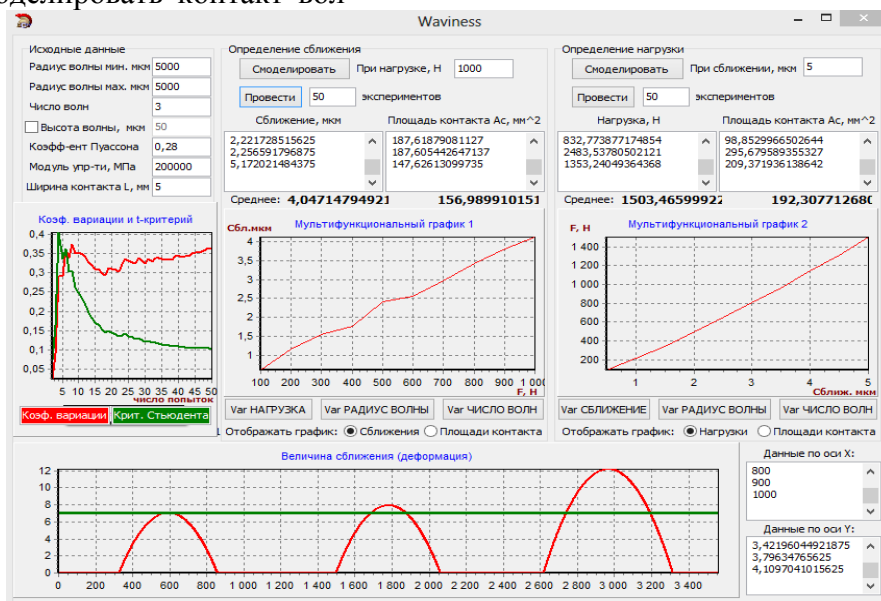 Waviness
Исходные данные
Радиус волны мин. мкм 5000
Радиус волны мах. мкм 5000
Число волн 3
Высота волны, мкм 50
Коэфф-ент Пуассона 0,28
Модуль упр-ти, МПа 200000
Ширина контакта L, мм 5
Определение сближения
Смоделировать При нагрузке, Н 1000
Провести 50 экспериментов
Сближение, мкм Площадь контакта Ас, мм^2
2,221728515625 187,61879081127
2,256591796875 187,605442647137
5,172021484375 147,62613099735
Среднее: 4,04714794921 156,989910151
Определение нагрузки
Смоделировать При сближении, мкм 5
Провести 50 экспериментов
Нагрузка, Н Площадь контакта Ас, мм^2
832,773877174854 98,8529966502644
2483,53780502121 295,679589355327
1353,24049364368 209,371936138642
Среднее: 1503,46599922 192,307712680
Коэф. вариации и t-критерий
0,4
0,35
0,3
0,25
0,2
0,15
0,1
0,05
5 10 15 20 25 30 35 40 45 50
число попыток
Коэф. вариации Крит. Стьюдента
Сбл.мкм Мультифункциональный график 1
4
3,5
3
2,5
2
1,5
1
100 200 300 400 500 600 700 800 900 1 000
F, Н
Var НАГРУЗКА Var РАДИУС ВОЛНЫ Var ЧИСЛО ВОЛН
Отображать график: Сближения Площади контакта
F, Н Мультифункциональный график 2
1 400
1 200
1 000
800
600
400
200
1 2 3 4 5
Сближ. мкм
Var СБЛИЖЕНИЕ Var РАДИУС ВОЛНЫ Var ЧИСЛО ВОЛН
Отображать график: Нагрузки Площади контакта
Величина сближения (деформация)
12
10
8
6
4
2
0
0 200 400 600 800 1 000 1 200 1 400 1 600 1 800 2 000 2 200 2 400 2 600 2 800 3 000 3 200 3 400
Данные по оси X:
800
900
1000
Данные по оси Y:
3,42196044921875
3,79634765625
4,1097041015625